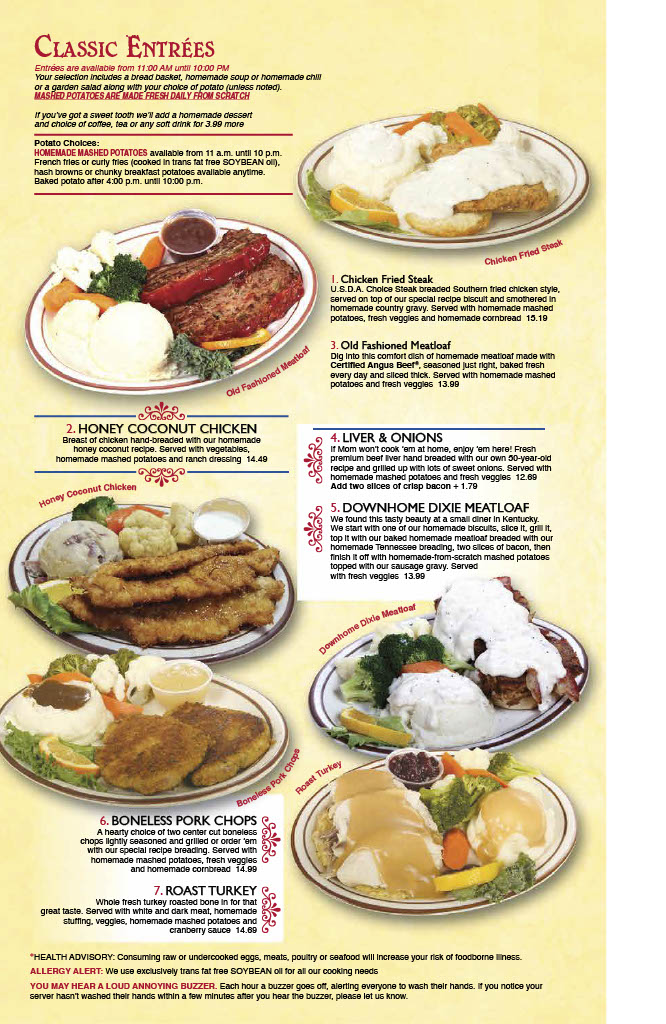 CLASSIC ENTRÉES
Entrées are available from 11:00 AM until 10:00 PM
Your selection includes a bread basket, homemade soup or homemade chili
or a garden salad along with your choice of potato (unless noted).
MASHED POTATOES ARE MADE FRESH DAILY FROM SCRATCH
If you've got a sweet tooth we'll add a homemade dessert
and choice of coffee, tea or any soft drink for 3.99 more
Potato Choices:
HOMEMADE MASHED POTATOES available from 11 a.m. until 10 p.m.
French fries or curly fries (cooked in trans fat free SOYBEAN oil),
hash browns or chunky breakfast potatoes available anytime.
Baked potato after 4:00 p.m. until 10:00 p.m.
Chicken Fried Steak
1. Chicken Fried Steak
U.S.D.A. Choice Steak breaded Southern fried chicken style,
served on top of our special recipe biscuit and smothered in
homemade country gravy. Served with homemade mashed
potatoes, fresh veggies and homemade cornbread 15.19
Old Fashioned Meatloaf
3. Old Fashioned Meatloaf
Dig into this comfort dish of homemade meatloaf made with
Certified Angus Beef®, seasoned just right, baked fresh
every day and sliced thick. Served with homemade mashed
potatoes and fresh veggies 13.99
2. HONEY COCONUT CHICKEN
Breast of chicken hand-breaded with our homemade
honey coconut recipe. Served with vegetables,
homemade mashed potatoes and ranch dressing 14.49
Honey Coconut Chicken
4. LIVER & ONIONS
If Mom won't cook 'em at home, enjoy 'em here! Fresh
premium beef liver hand breaded with our own 50-year-old
recipe and grilled up with lots of sweet onions. Served with
homemade mashed potatoes and fresh veggies 12.69
Add two slices of crisp bacon + 1.79
5. DOWNHOME DIXIE MEATLOAF
We found this tasty beauty at a small diner in Kentucky.
We start with one of our homemade biscuits, slice it, grill it,
top it with our baked homemade meatloaf breaded with our
homemade Tennessee breading, two slices of bacon, then
finish it off with homemade-from-scratch mashed potatoes
topped with our sausage gravy. Served
with fresh veggies 13.99
Downhome Dixie Meatloaf
Boneless Pork Chops
Roast Turkey
6. BONELESS PORK CHOPS
A hearty choice of two center cut boneless
chops lightly seasoned and grilled or order 'em
with our special recipe breading. Served with
homemade mashed potatoes, fresh veggies
and homemade cornbread 14.99
7. ROAST TURKEY
Whole fresh turkey roasted bone in for that
great taste. Served with white and dark meat, homemade
stuffing, veggies, homemade mashed potatoes and
cranberry sauce 14.69
*HEALTH ADVISORY: Consuming raw or undercooked eggs, meats, poultry or seafood will increase your risk of foodborne illness.
ALLERGY ALERT: We use exclusively trans fat free SOYBEAN oil for all our cooking needs
YOU MAY HEAR A LOUD ANNOYING BUZZER. Each hour a buzzer goes off, alerting everyone to wash their hands. If you notice your
server hasn't washed their hands within a few minutes after you hear the buzzer, please let us know.